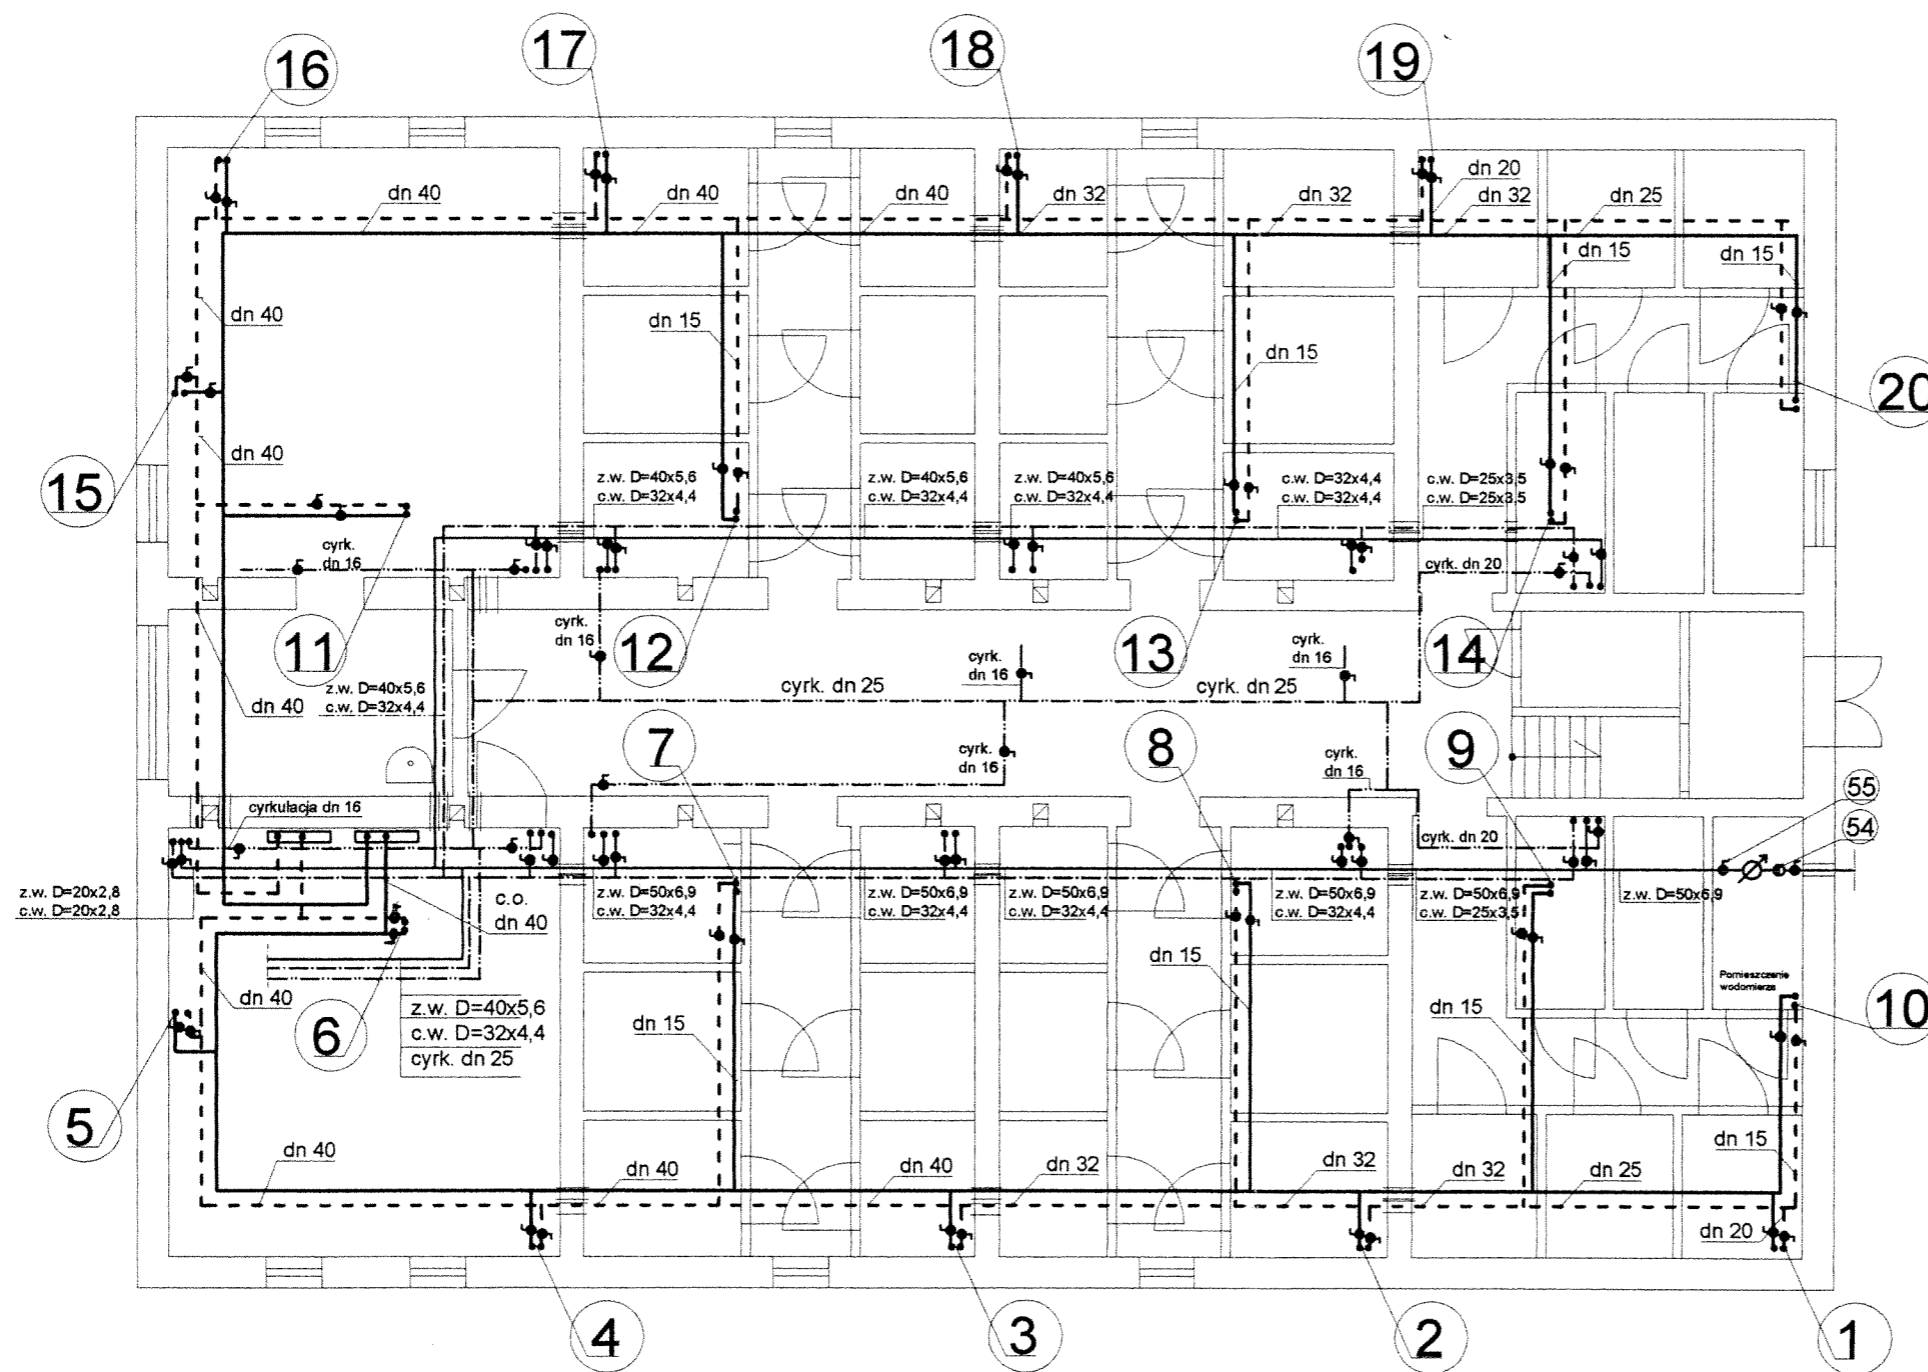 16
17
18
19
dn 40
dn 40
dn 40
dn 32
dn 32
dn 20
dn 32
dn 25
dn 40
dn 15
dn 15
dn 15
dn 15
20
15
dn 40
z.w. D=40x5,6
c.w. D=32x4,4
z.w. D=40x5,6
c.w. D=32x4,4
z.w. D=40x5,6
c.w. D=32x4,4
c.w. D=32x4,4
z.w. D=40x5,6
c.w. D=25x3,5
c.w. D=25x3,5
cyrk.
dn 16
cyrk. dn 20
11
12
13
14
cyrk.
dn 16
cyrk.
dn 16
cyrk.
dn 16
z.w. D=40x5,6
c.w. D=32x4,4
dn 40
cyrk. dn 25
cyrk. dn 25
7
8
9
cyrk.
dn 16
cyrk.
dn 16
55
54
cyrkulacja dn 16
cyrk. dn 20
z.w. D=20x2,8
c.w. D=20x2,8
c.o.
dn 40
z.w. D=50x6,9
c.w. D=32x4,4
z.w. D=50x6,9
c.w. D=32x4,4
z.w. D=50x6,9
c.w. D=32x4,4
z.w. D=50x6,9
c.w. D=32x4,4
z.w. D=50x6,9
c.w. D=25x3,5
z.w. D=50x6,9
dn 15
Pomieszczenie
wodomierza
dn 40
z.w. D=40x5,6
c.w. D=32x4,4
cyrk. dn 25
6
dn 15
dn 15
10
5
dn 40
dn 40
dn 40
dn 32
dn 32
dn 32
dn 25
dn 15
dn 20
4
3
2
1